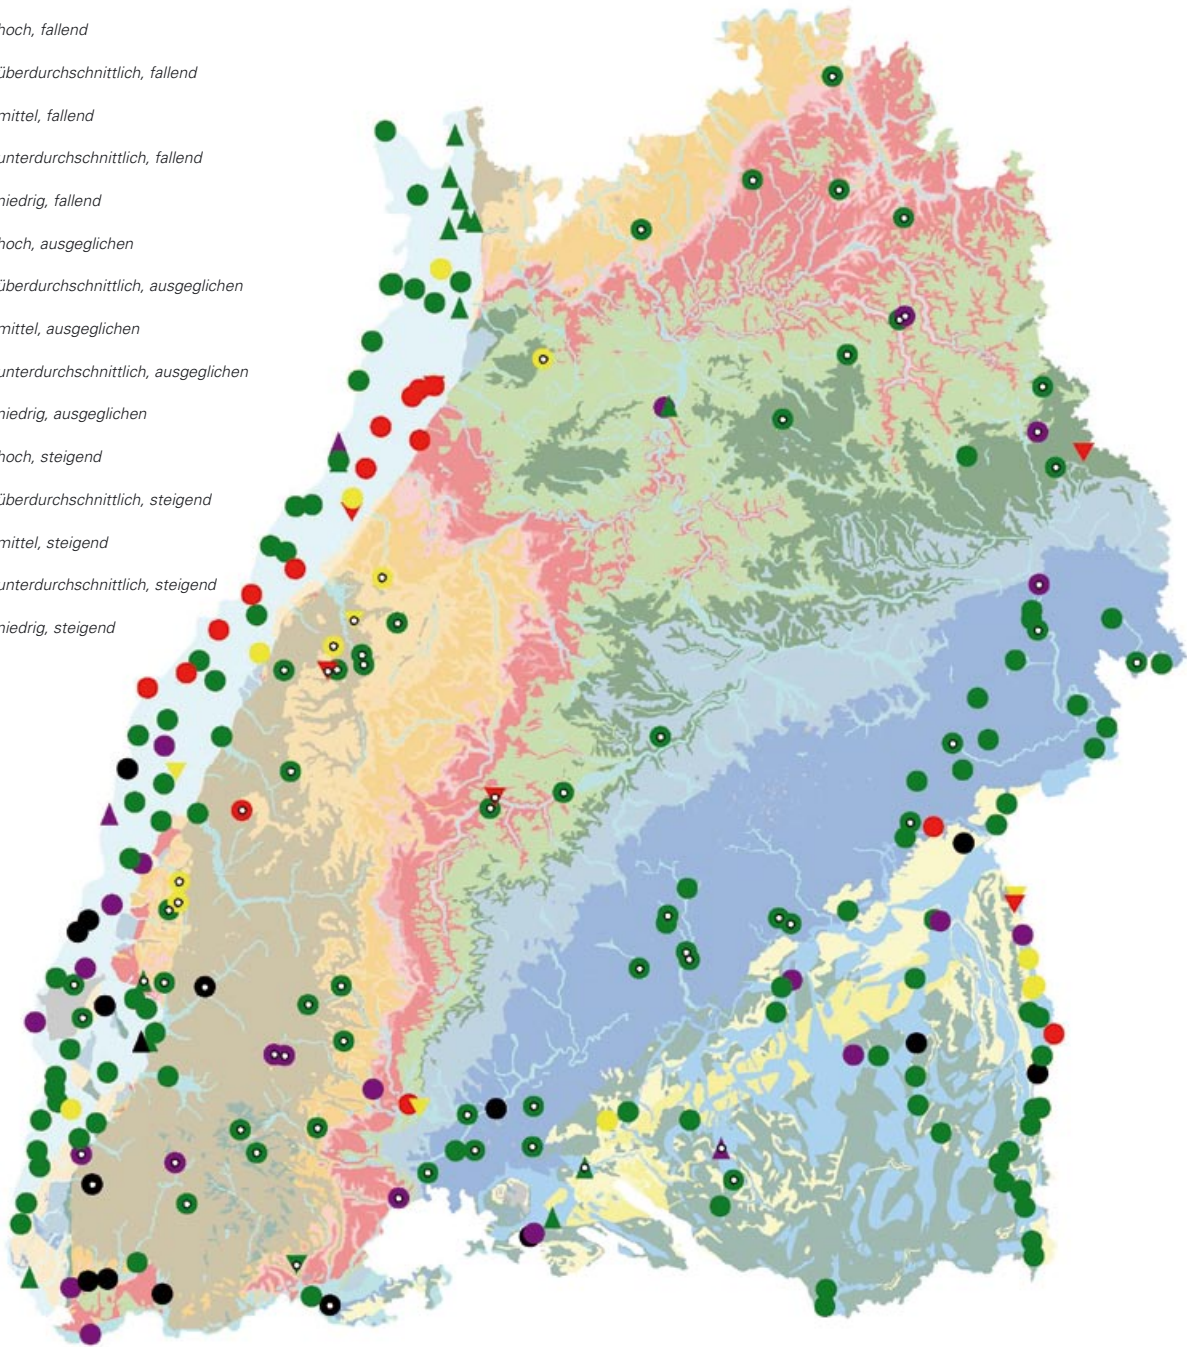 hoch, fallend
überdurchschnittlich, fallend
mittel, fallend
unterdurchschnittlich, fallend
niedrig, fallend
hoch, ausgeglichen
überdurchschnittlich, ausgeglichen
mittel, ausgeglichen
unterdurchschnittlich, ausgeglichen
niedrig, ausgeglichen
hoch, steigend
überdurchschnittlich, steigend
mittel, steigend
unterdurchschnittlich, steigend
niedrig, steigend